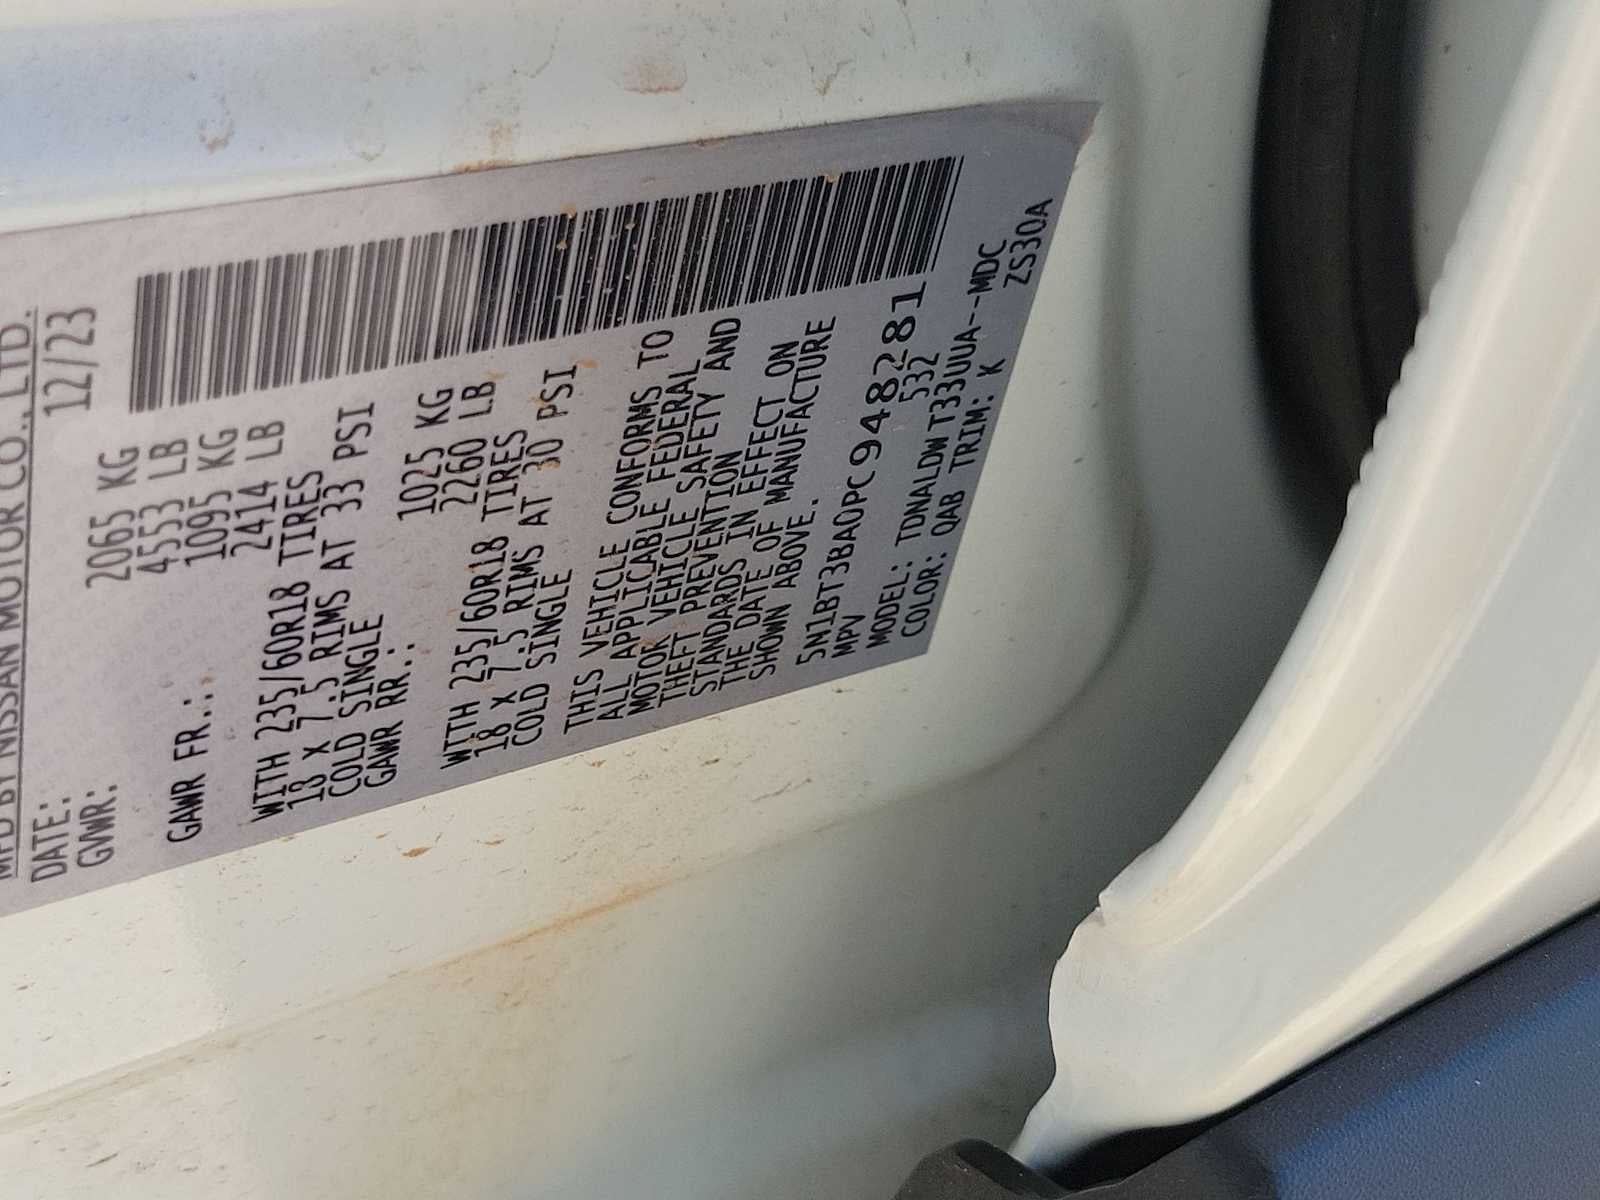 MFD BY NISSAN MOTOR CO., LTD.
DATE: 12/23
GVWR: 2065 KG
4553 LB
GAWR FR.: 1095 KG
2414 LB
WITH 235/60R18 TIRES
18 x 7.5 RIMS AT 33 PSI
COLD SINGLE
GAWR RR.: 1025 KG
2260 LB
WITH 235/60R18 TIRES
18 x 7.5 RIMS AT 30 PSI
COLD SINGLE
THIS VEHICLE CONFORMS TO
ALL APPLICABLE FEDERAL
MOTOR VEHICLE SAFETY AND
THEFT PREVENTION
STANDARDS IN EFFECT ON
THE DATE OF MANUFACTURE
SHOWN ABOVE.
5N1BT3BA0PC948281
MPV 532
MODEL: TDNALDWT33UUA--MDC
COLOR: QAB TRIM: K ZS30A